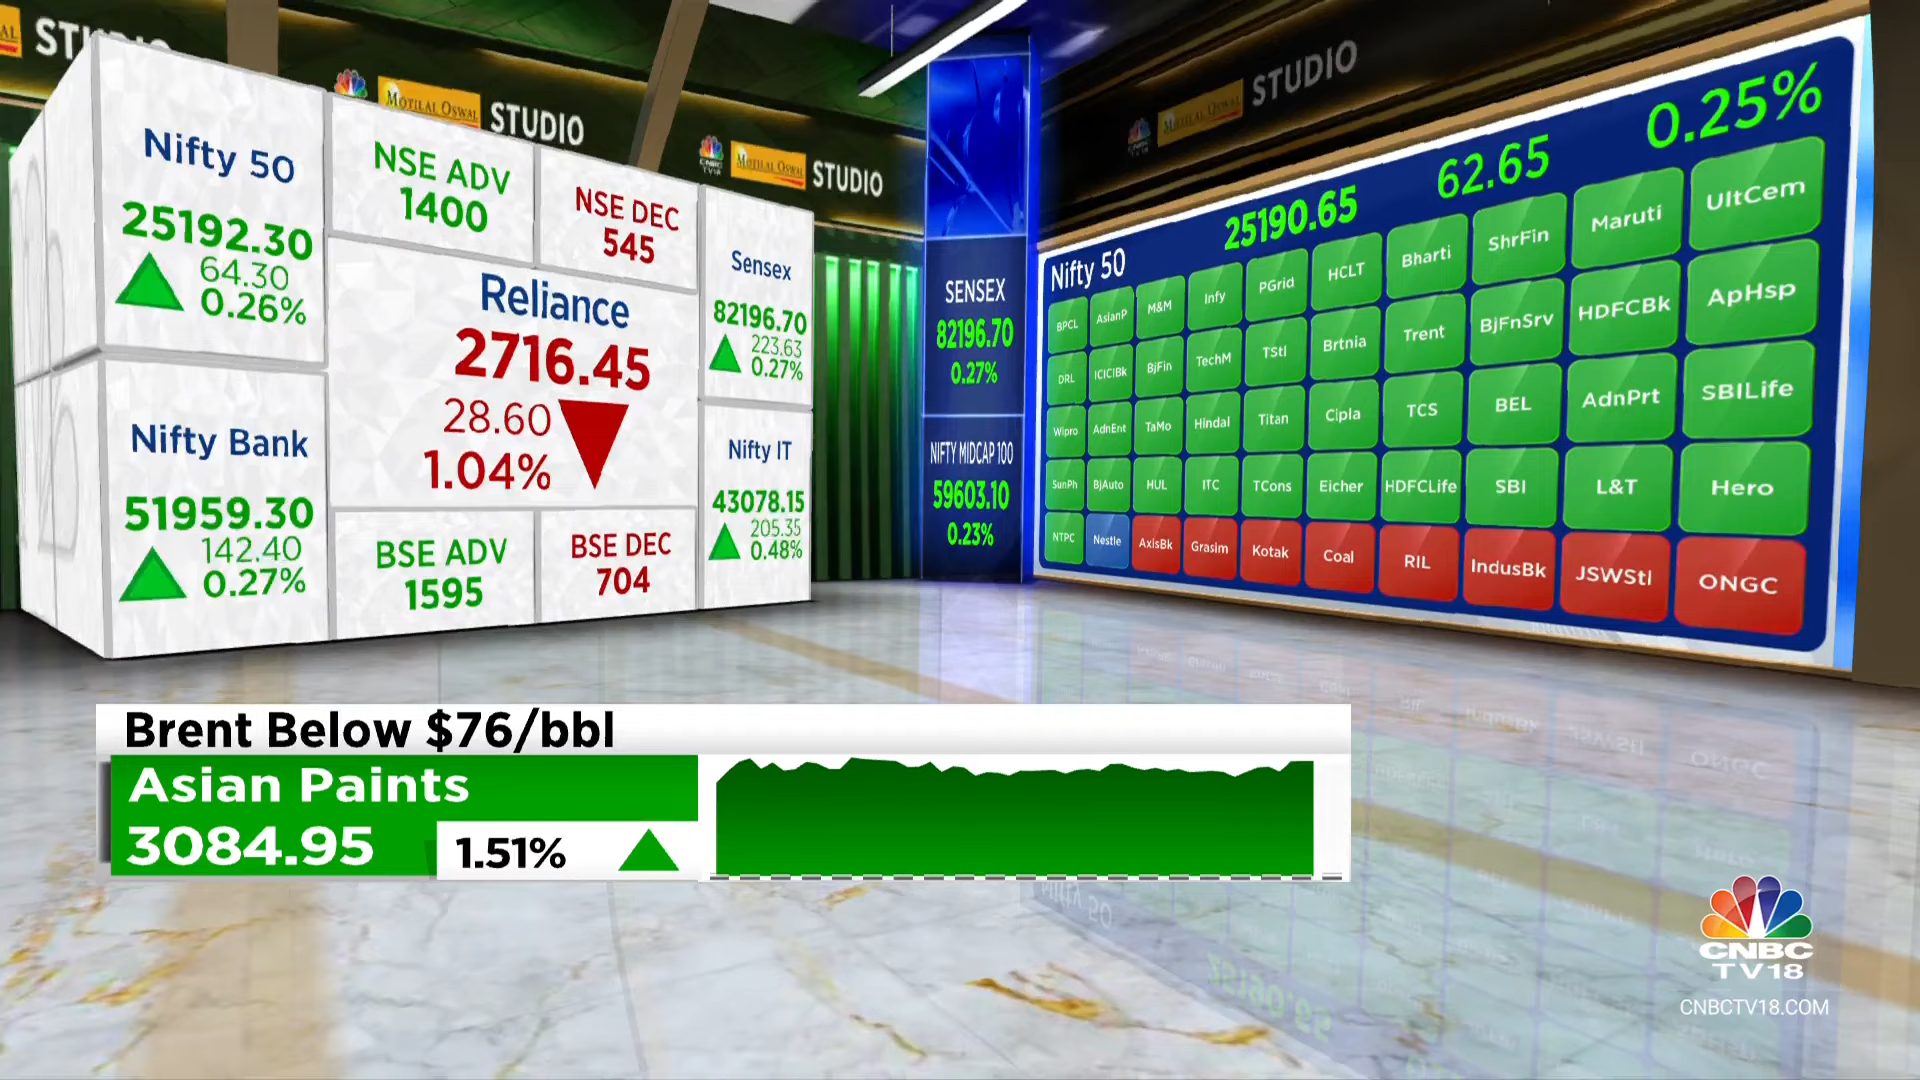 AL
STUDIO
MOTILAL OSWAL
STUDIO
CNBC
TV18
MOTILAL OSWAL
STUDIO
MOTILAL OSWAL
STUDIO
Nifty 50
25192.30
64.30
0.26%
NSE ADV
1400
NSE DEC
545
Reliance
2716.45
28.60
1.04%
Sensex
82196.70
223.63
0.27%
Nifty Bank
51959.30
142.40
0.27%
BSE ADV
1595
BSE DEC
704
Nifty IT
43078.15
205.35
0.48%
SENSEX
82196.70
0.27%
NIFTY MIDCAP 100
59603.10
0.23%
Nifty 50 25190.65 62.65 0.25%
BPCL AsianP M&M Infy PGrid HCLT Bharti ShrFin Maruti UltCem
DRL ICICIBk BjFin TechM TStl Brtnia Trent BjFnSrv HDFCBk ApHsp
Wipro AdnEnt TaMo Hindal Titan Cipla TCS BEL AdnPrt SBILife
SunPh BjAuto HUL ITC TCons Eicher HDFCLife SBI L&T Hero
NTPC Nestle AxisBk Grasim Kotak Coal RIL IndusBk JSWStl ONGC
Brent Below $76/bbl
Asian Paints
3084.95
1.51%
CNBC
TV18
CNBCTV18.COM